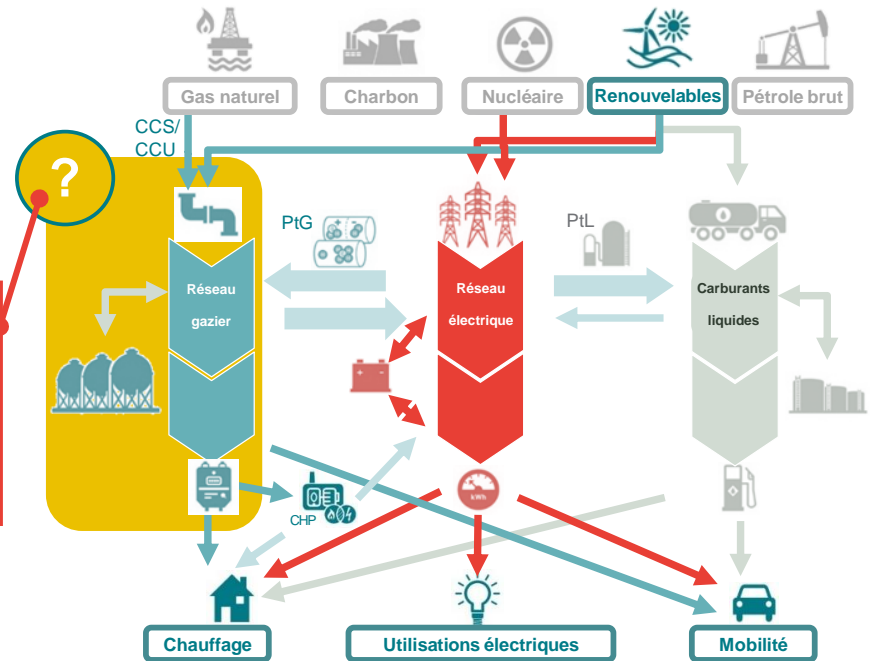 Gas naturel
Charbon
Nucléaire
Renouvelables
Pétrole brut
CCS/
CCU
?
PtG
PtL
Réseau
gazier
Réseau
électrique
Carburants
liquides
+ -
kWh
CHP
Chauffage
Utilisations électriques
Mobilité